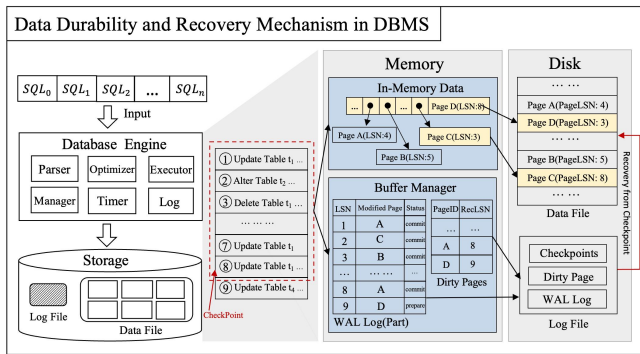 Data Durability and Recovery Mechanism in DBMS
SQL0 SQL1 SQL2 ... SQLn
Input
Database Engine
Parser Optimizer Executor
Manager Timer Log
Storage
Log File
Data File
① Update Table t1 ...
② Alter Table t2 ...
③ Delete Table t1 ...
... ...
⑦ Update Table t1
⑧ Update Table t1 ...
⑨ Update Table t4 ...
CheckPoint
Memory
In-Memory Data
... ... Page D(LSN:8)
Page A(LSN:4)
Page C(LSN:3)
Page B(LSN:5)
Buffer Manager
LSN Modified Page Status
1 A commit
2 C commit
3 B commit
... ... ...
8 A commit
9 D prepare
WAL Log(Part)
PageID RecLSN
... ...
A 8
D 9
Dirty Pages
Disk
... ...
Page A(PageLSN: 4)
Page D(PageLSN: 3)
... ...
Page B(PageLSN: 5)
Page C(PageLSN: 8)
... ...
Data File
Checkpoints
Dirty Page
WAL Log
Log File
Recovery from Checkpoint